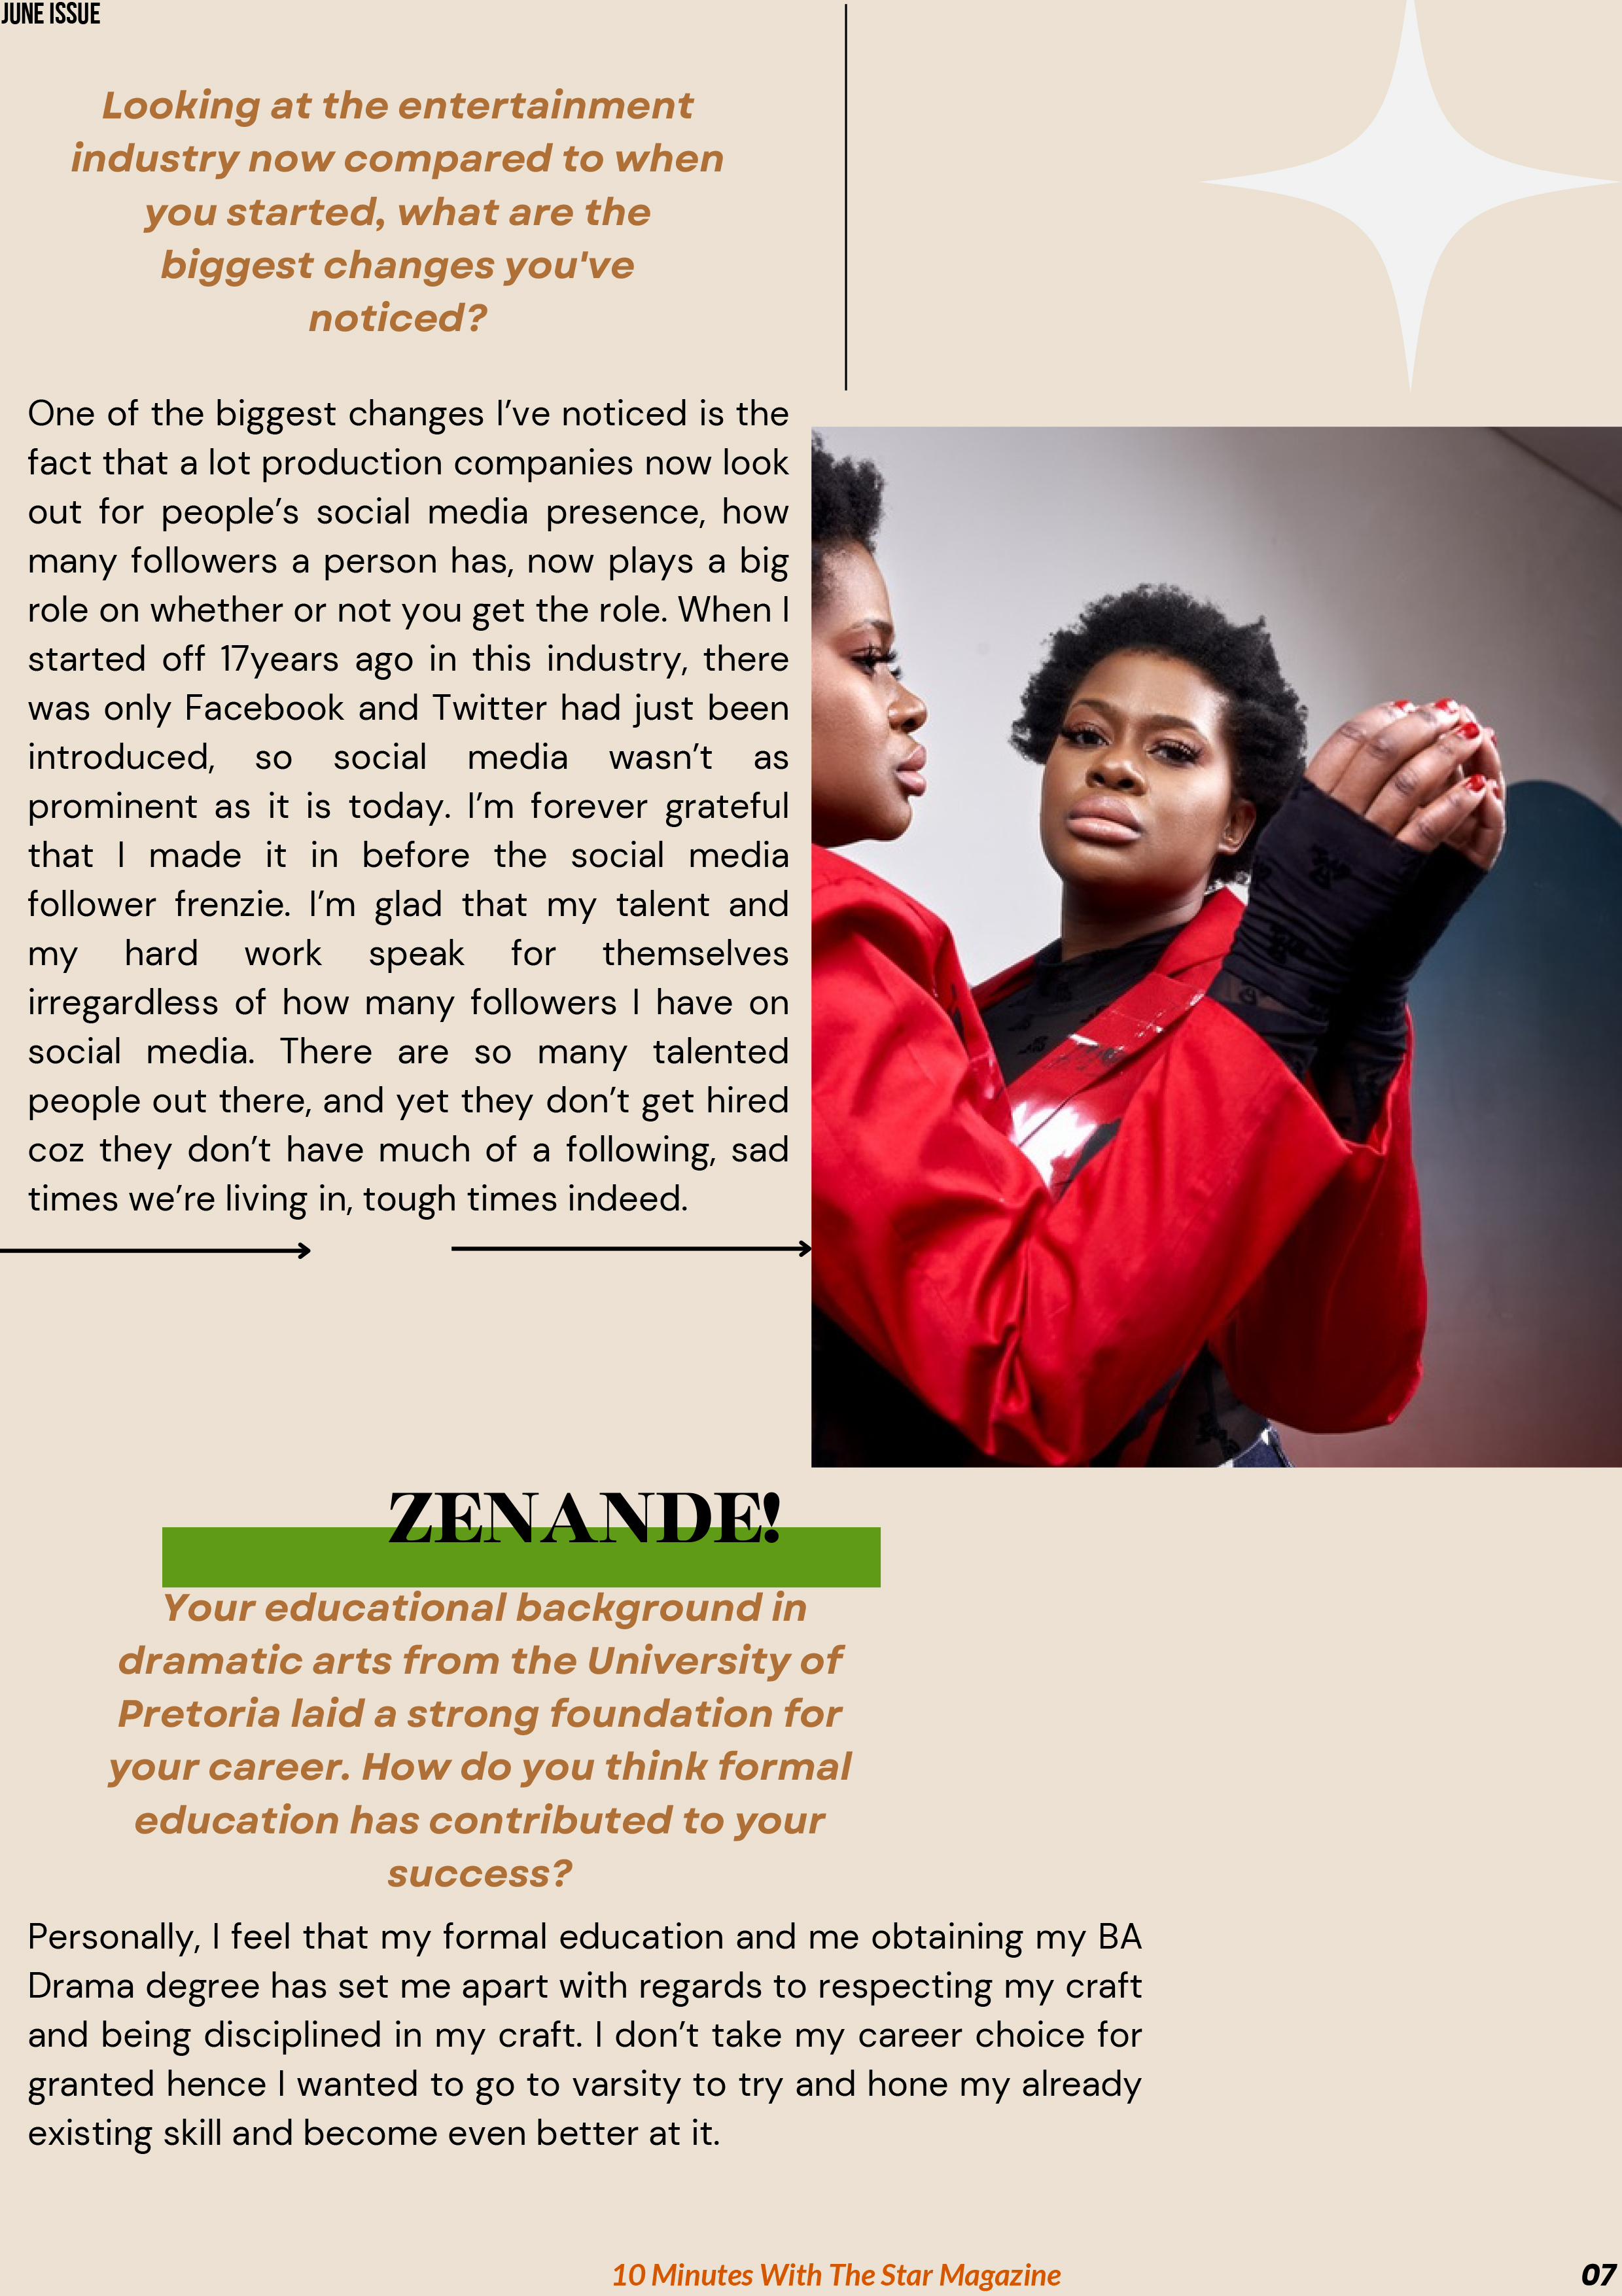 JUNE ISSUE
Looking at the entertainment
industry now compared to when
you started, what are the
biggest changes you've
noticed?
One of the biggest changes I’ve noticed is the
fact that a lot production companies now look
out for people’s social media presence, how
many followers a person has, now plays a big
role on whether or not you get the role. When I
started off 17years ago in this industry, there
was only Facebook and Twitter had just been
introduced, so social media wasn’t as
prominent as it is today. I’m forever grateful
that I made it in before the social media
follower frenzie. I’m glad that my talent and
my hard work speak for themselves
irregardless of how many followers I have on
social media. There are so many talented
people out there, and yet they don’t get hired
coz they don’t have much of a following, sad
times we’re living in, tough times indeed.
ZENANDE!
Your educational background in
dramatic arts from the University of
Pretoria laid a strong foundation for
your career. How do you think formal
education has contributed to your
success?
Personally, I feel that my formal education and me obtaining my BA
Drama degree has set me apart with regards to respecting my craft
and being disciplined in my craft. I don’t take my career choice for
granted hence I wanted to go to varsity to try and hone my already
existing skill and become even better at it.
10 Minutes With The Star Magazine
07